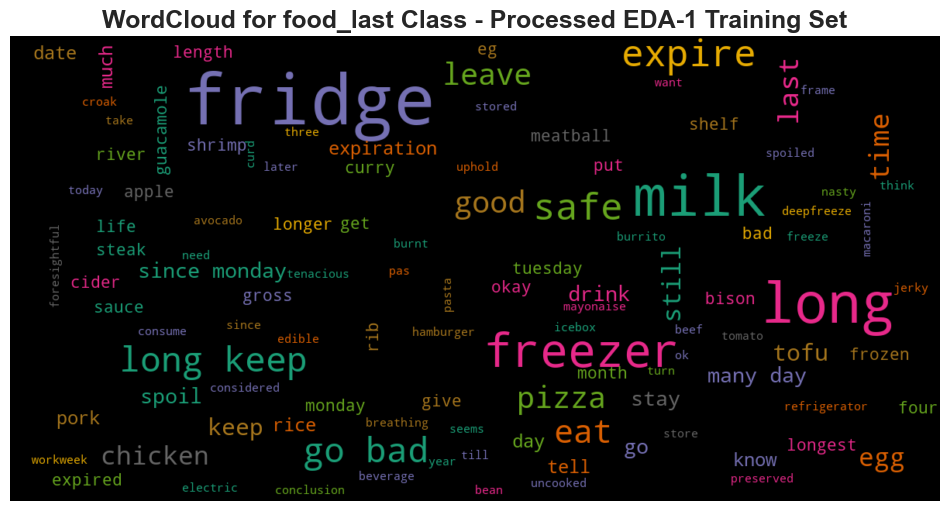 WordCloud for food_last Class - Processed EDA-1 Training Set
date
much
length
eg
expire
leave
fridge
want
last
frame
croak
stored
take
guacamole
three
shrimp
curd
expiration
meatball
shelf
time
river
later
curry
uphold
put
spoiled
today
apple
good
safe
milk
nasty
think
deepfreeze
macaroni
life
avocado
longer
get
burnt
burrito
bad
freeze
foresightful
steak
need
since monday
tenacious
pas
tuesday
still
cider
gross
pasta
okay
drink
mayonaise
bison
long
jerky
sauce
consume
since
edible
rib
hamburger
icebox
beef
tomato
long keep
freezer
ok
tofu
frozen
considered
month
turn
many day
spoil
monday
give
pizza
stay
refrigerator
four
pork
keep
rice
breathing
seems
day
eat
go
store
longest
workweek
chicken
go bad
year
till
tell
know
egg
expired
electric
conclusion
beverage
bean
uncooked
preserved